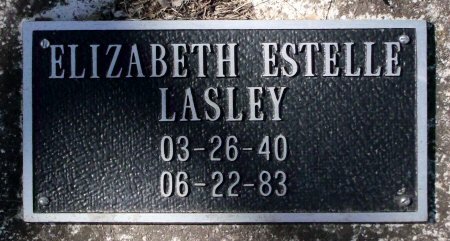 ELIZABETH ESTELLE
LASLEY
03-26-40
06-22-83